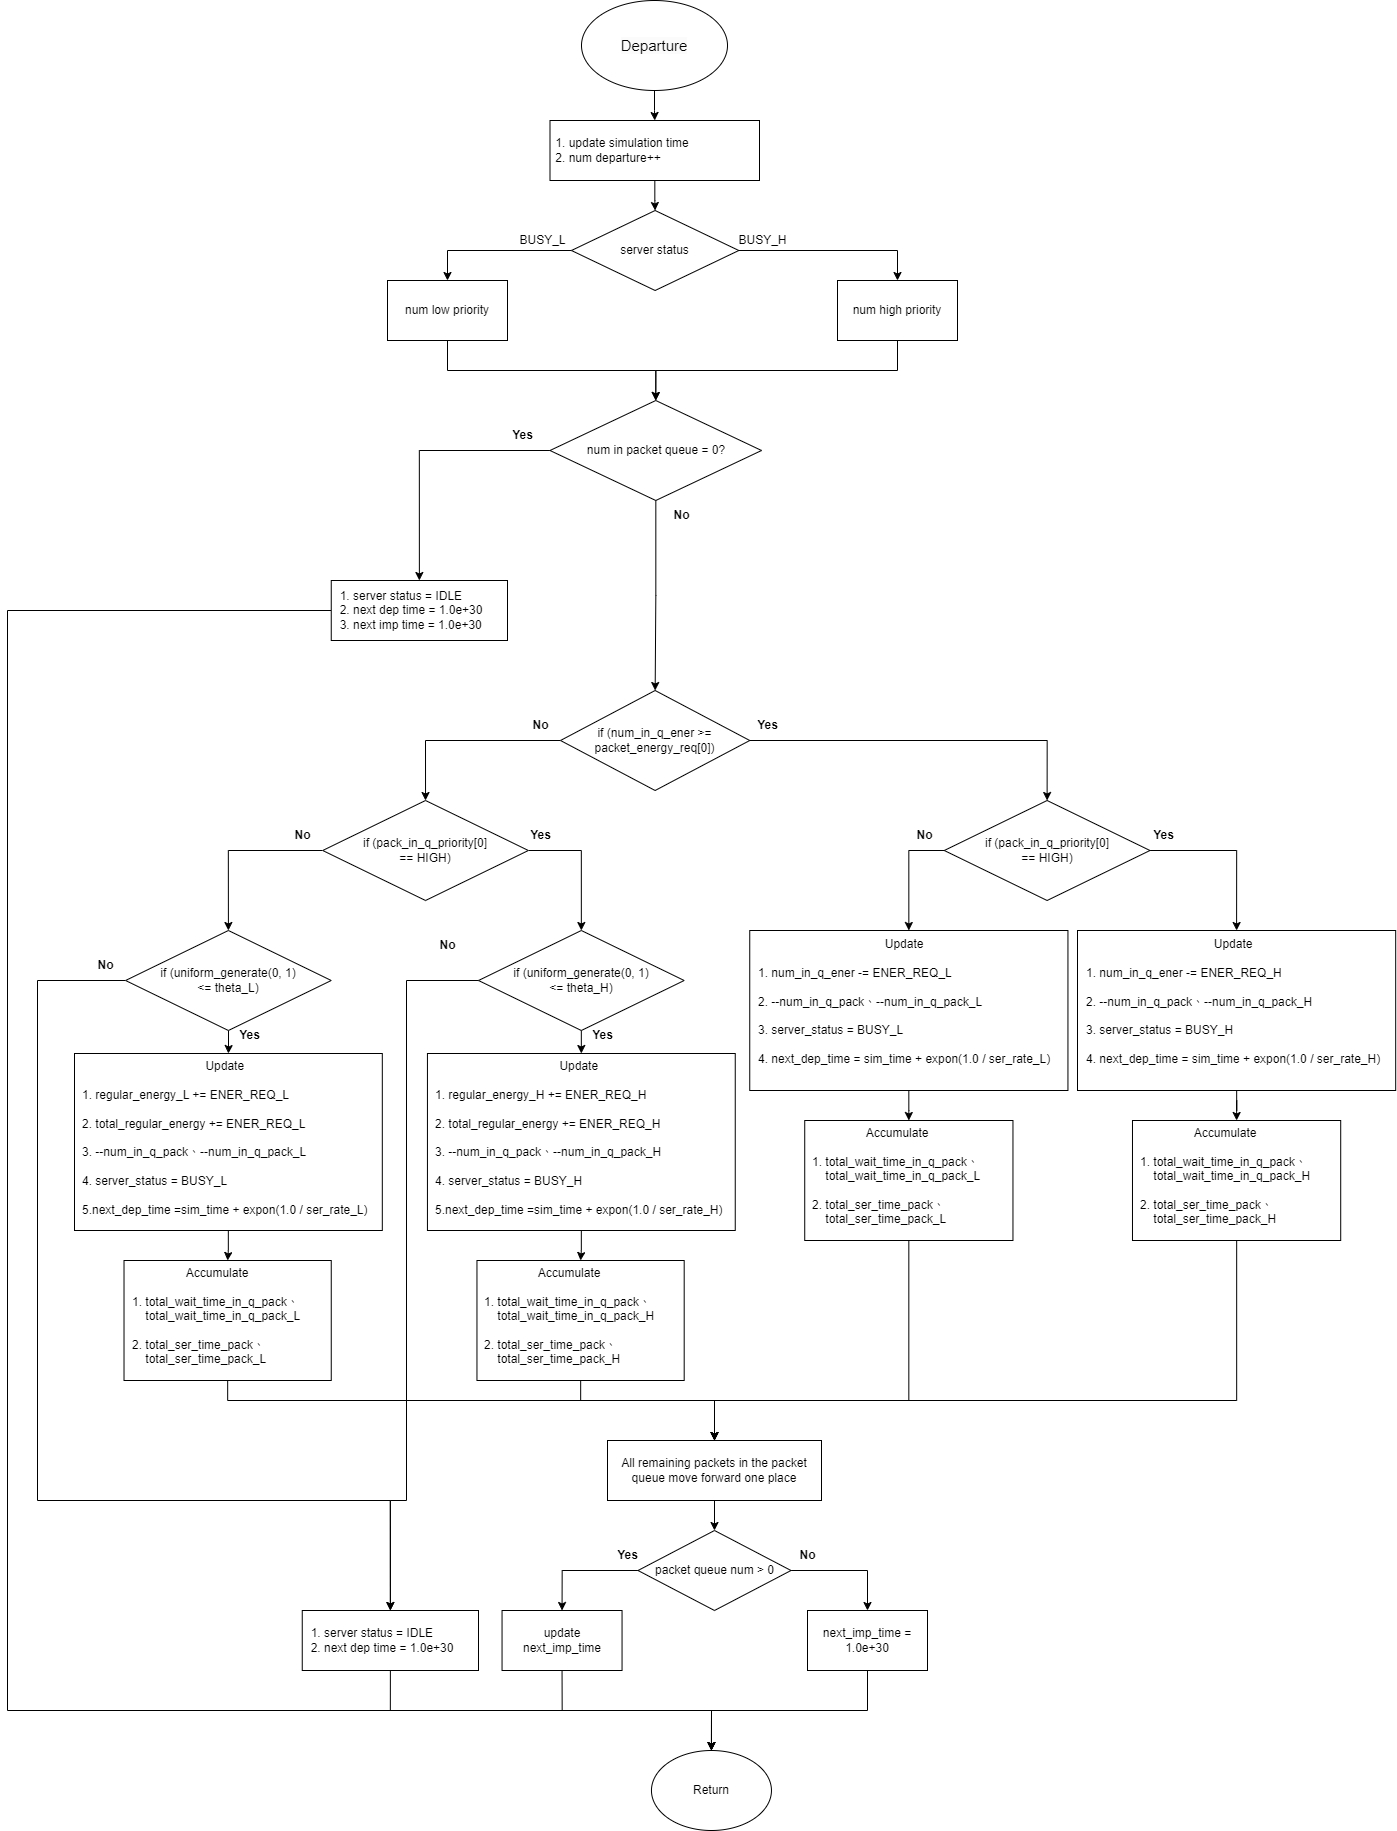 Departure
1. update simulation time
2. num departure++
BUSY_L
server status
BUSY_H
num low priority
num high priority
Yes
num in packet queue = 0?
No
1. server status = IDLE
2. next dep time = 1.0e+30
3. next imp time = 1.0e+30
No
if (num_in_q_ener >=
packet_energy_req[0])
Yes
No
if (pack_in_q_priority[0]
== HIGH)
Yes
No
if (pack_in_q_priority[0]
== HIGH)
Yes
No
if (uniform_generate(0, 1)
<= theta_L)
Yes
No
if (uniform_generate(0, 1)
<= theta_H)
Yes
Update
1. num_in_q_ener -= ENER_REQ_L
2. --num_in_q_pack、--num_in_q_pack_L
3. server_status = BUSY_L
4. next_dep_time = sim_time + expon(1.0 / ser_rate_L)
Update
1. num_in_q_ener -= ENER_REQ_H
2. --num_in_q_pack、--num_in_q_pack_H
3. server_status = BUSY_H
4. next_dep_time = sim_time + expon(1.0 / ser_rate_H)
Update
1. regular_energy_L += ENER_REQ_L
2. total_regular_energy += ENER_REQ_L
3. --num_in_q_pack、--num_in_q_pack_L
4. server_status = BUSY_L
5.next_dep_time =sim_time + expon(1.0 / ser_rate_L)
Update
1. regular_energy_H += ENER_REQ_H
2. total_regular_energy += ENER_REQ_H
3. --num_in_q_pack、--num_in_q_pack_H
4. server_status = BUSY_H
5.next_dep_time =sim_time + expon(1.0 / ser_rate_H)
Accumulate
1. total_wait_time_in_q_pack、
total_wait_time_in_q_pack_L
2. total_ser_time_pack、
total_ser_time_pack_L
Accumulate
1. total_wait_time_in_q_pack、
total_wait_time_in_q_pack_H
2. total_ser_time_pack、
total_ser_time_pack_H
Accumulate
1. total_wait_time_in_q_pack、
total_wait_time_in_q_pack_L
2. total_ser_time_pack、
total_ser_time_pack_L
Accumulate
1. total_wait_time_in_q_pack、
total_wait_time_in_q_pack_H
2. total_ser_time_pack、
total_ser_time_pack_H
All remaining packets in the packet
queue move forward one place
Yes
packet queue num > 0
No
1. server status = IDLE
2. next dep time = 1.0e+30
update
next_imp_time
next_imp_time =
1.0e+30
Return